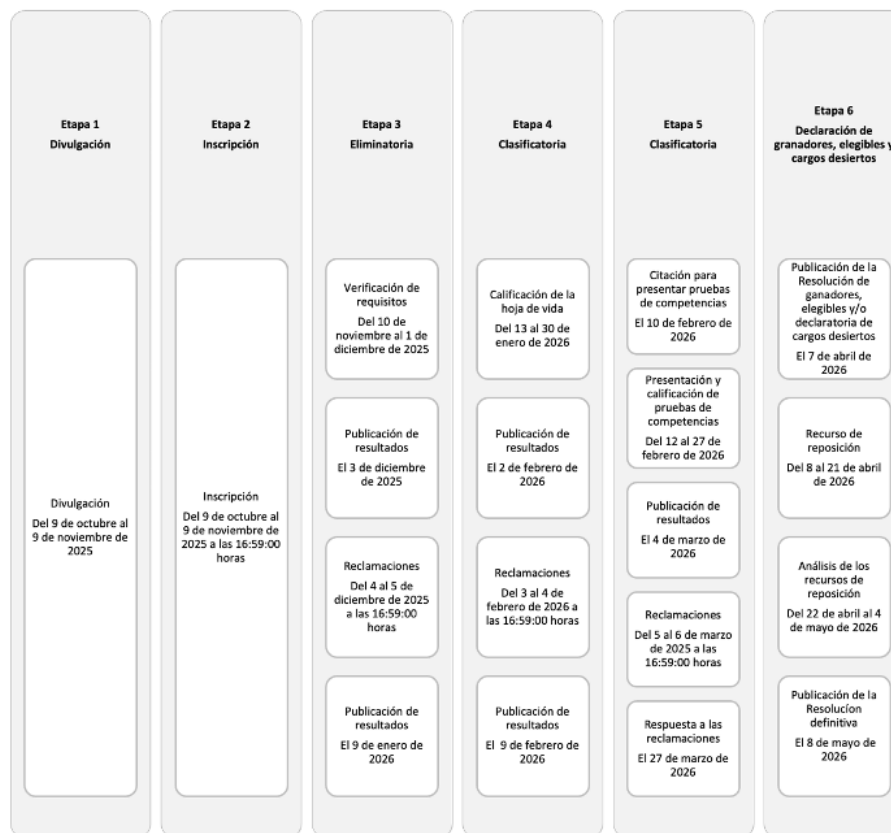 Etapa 1
Divulgación
Divulgación
Del 9 de octubre al
9 de noviembre de
2025
Etapa 2
Inscripción
Inscripción
Del 9 de octubre al
9 de noviembre de
2025 a las 16:59:00
horas
Etapa 3
Eliminatoria
Verificación de
requisitos
Del 10 de
noviembre al 1 de
diciembre de 2025
Publicación de
resultados
El 3 de diciembre
de 2025
Reclamaciones
Del 4 al 5 de
diciembre de 2025
a las 16:59:00
horas
Publicación de
resultados
El 9 de enero de
2026
Etapa 4
Clasificatoria
Calificación de la
hoja de vida
Del 13 al 30 de
enero de 2026
Publicación de
resultados
El 2 de febrero de
2026
Reclamaciones
Del 3 al 4 de
febrero de 2026 a
las 16:59:00 horas
Publicación de
resultados
El 9 de febrero de
2026
Etapa 5
Clasificatoria
Citación para
presentar pruebas
de competencias
El 10 de febrero de
2026
Presentación y
calificación de
pruebas de
competencias
Del 12 al 27 de
febrero de 2026
Publicación de
resultados
El 4 de marzo de
2026
Reclamaciones
Del 5 al 6 de marzo
de 2025 a las
16:59:00 horas
Respuesta a las
reclamaciones
El 27 de marzo de
2026
Etapa 6
Declaración de
granadores, elegibles y
cargos desiertos
Publicación de la
Resolución de
ganadores,
elegibles y/o
declaratoria de
cargos desiertos
El 7 de abril de
2026
Recurso de
reposición
Del 8 al 21 de abril
de 2026
Análisis de los
recursos de
reposición
Del 22 de abril al 4
de mayo de 2026
Publicación de la
Resolucíon
definitiva
El 8 de mayo de
2026